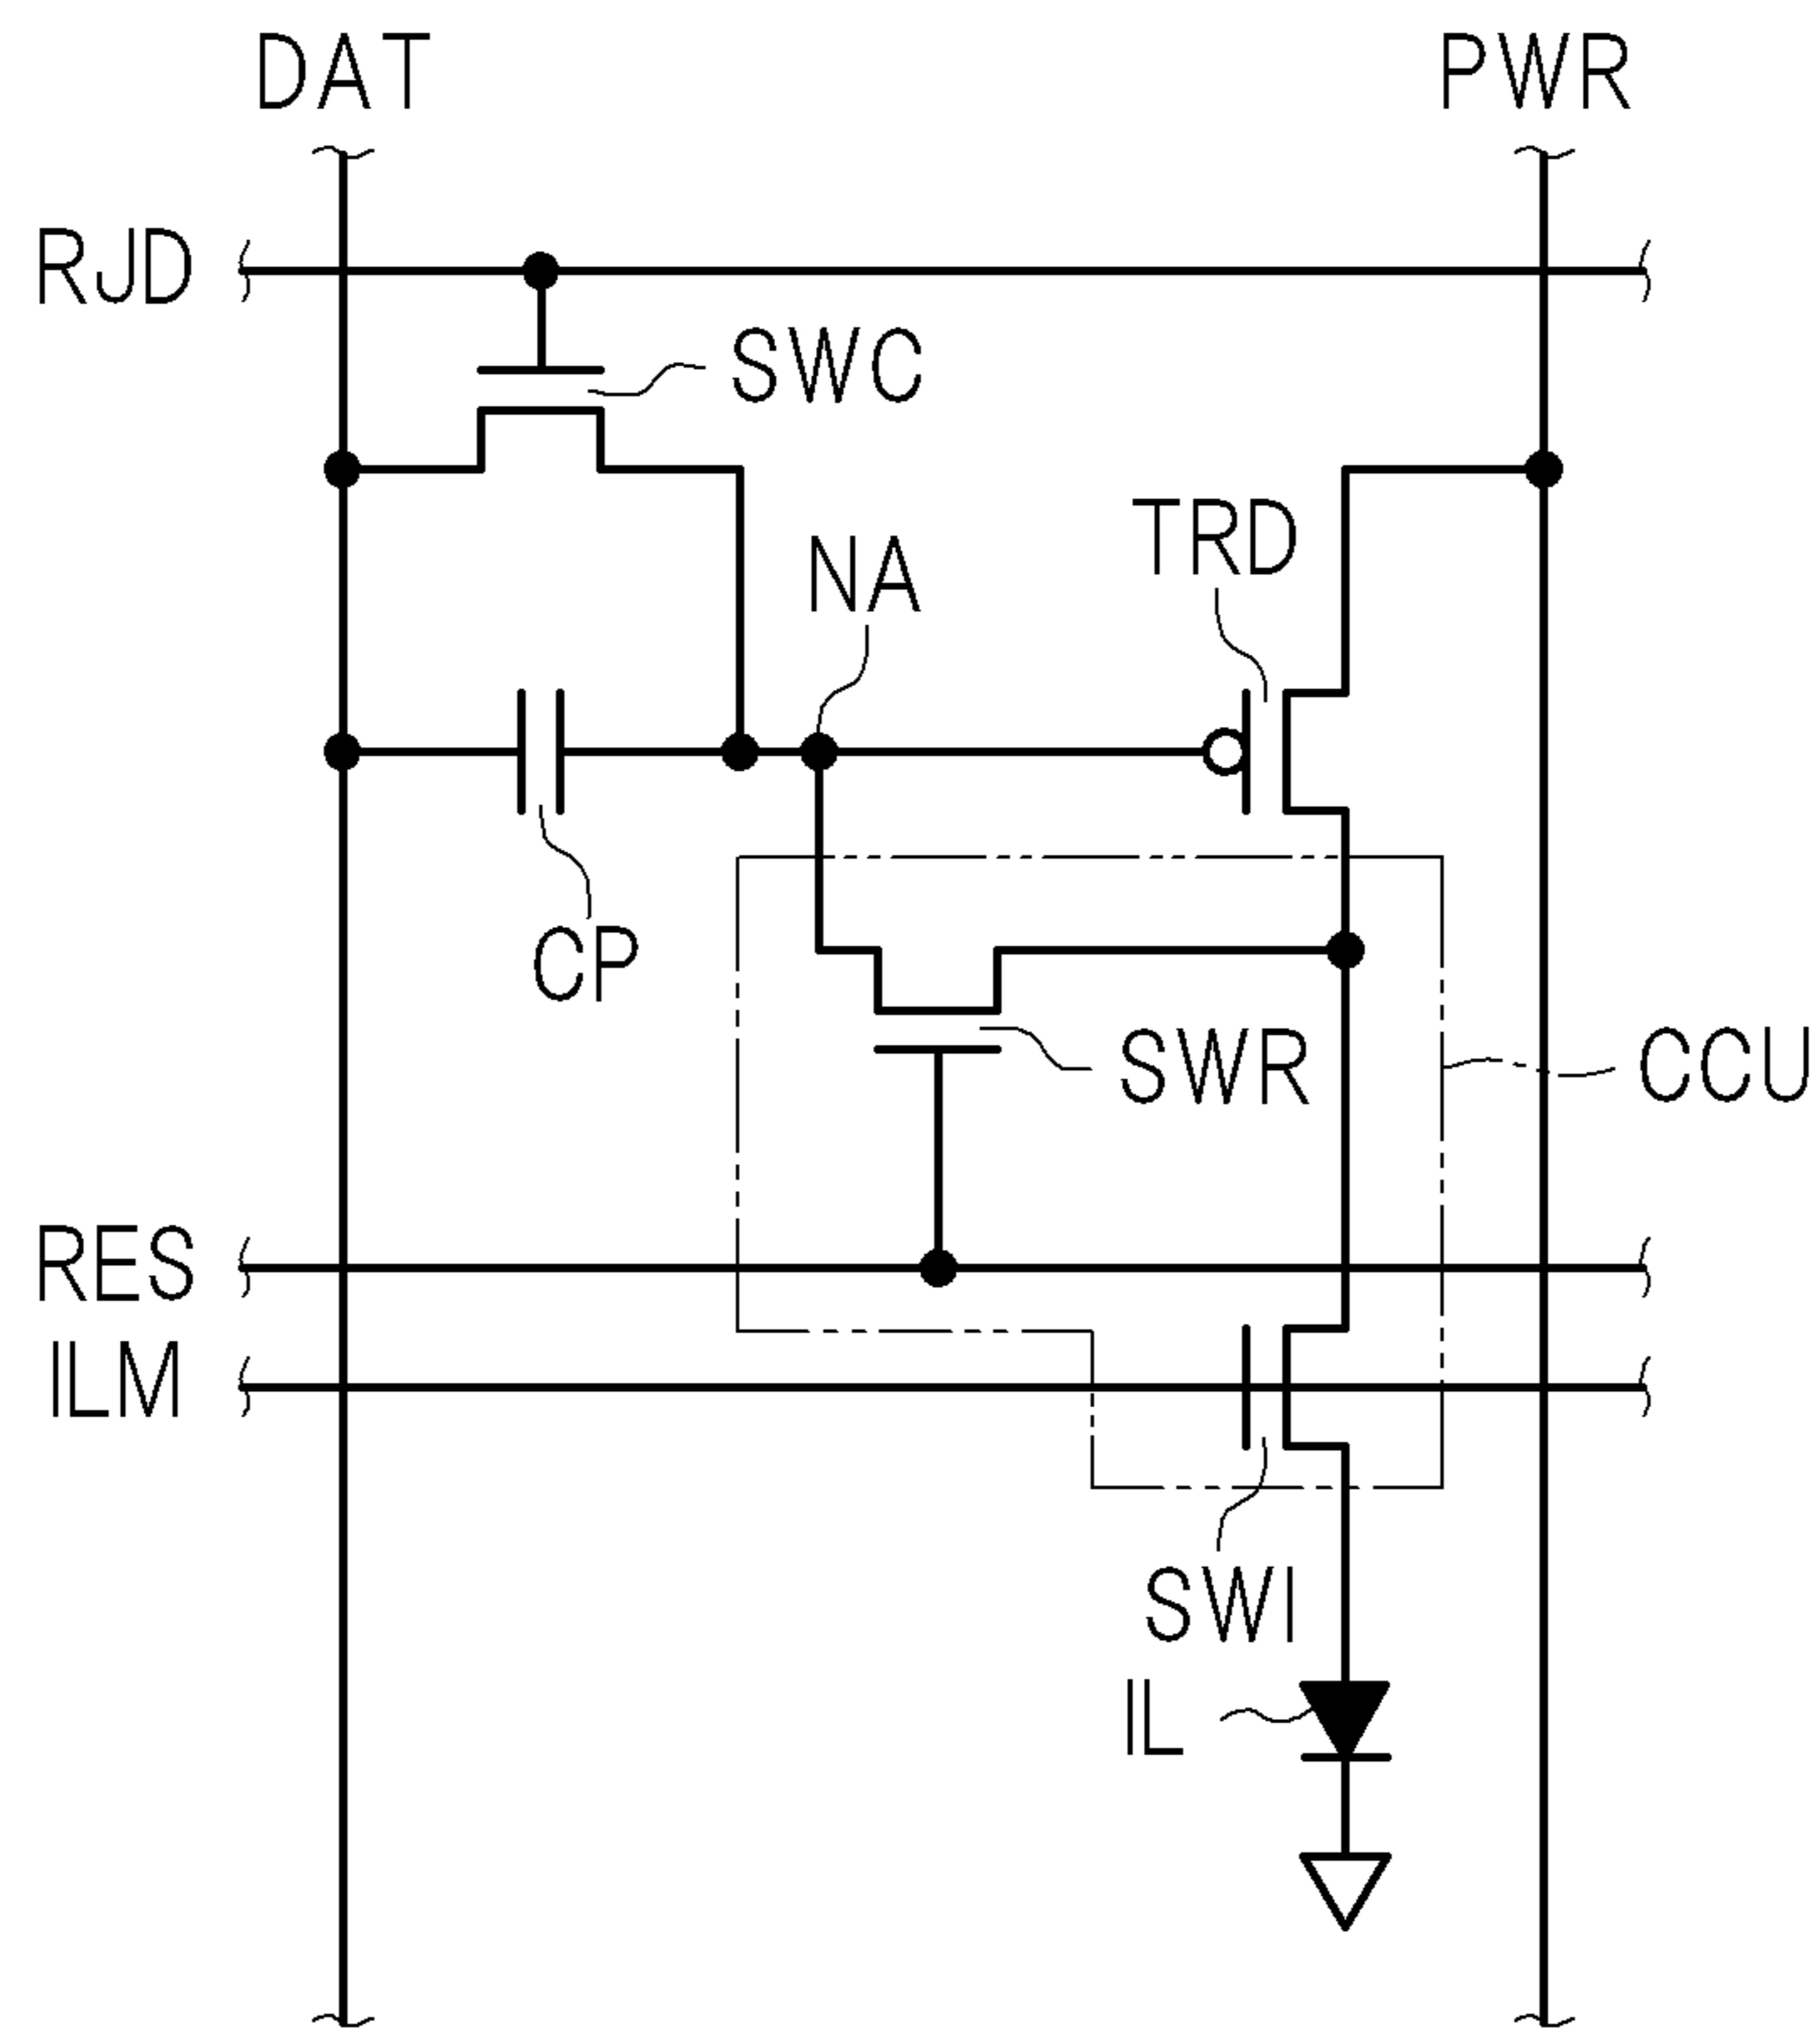 DAT PWR
RJD
SWC
TRD
NA
CP
SWR CCU
RES
ILM
SWI
IL